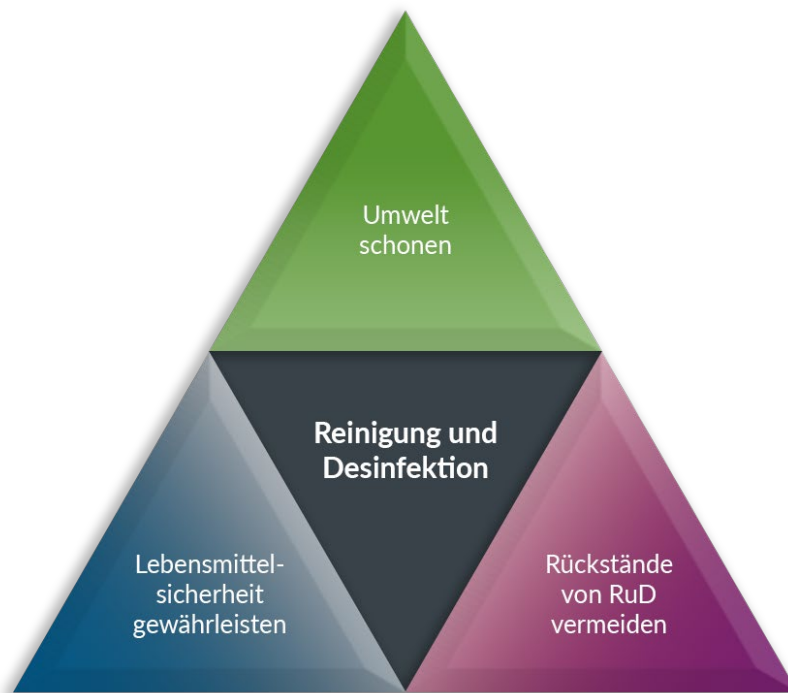 Umwelt
schonen
Reinigung und
Desinfektion
Lebensmittel-
sicherheit
gewährleisten
Rückstände
von RuD
vermeiden